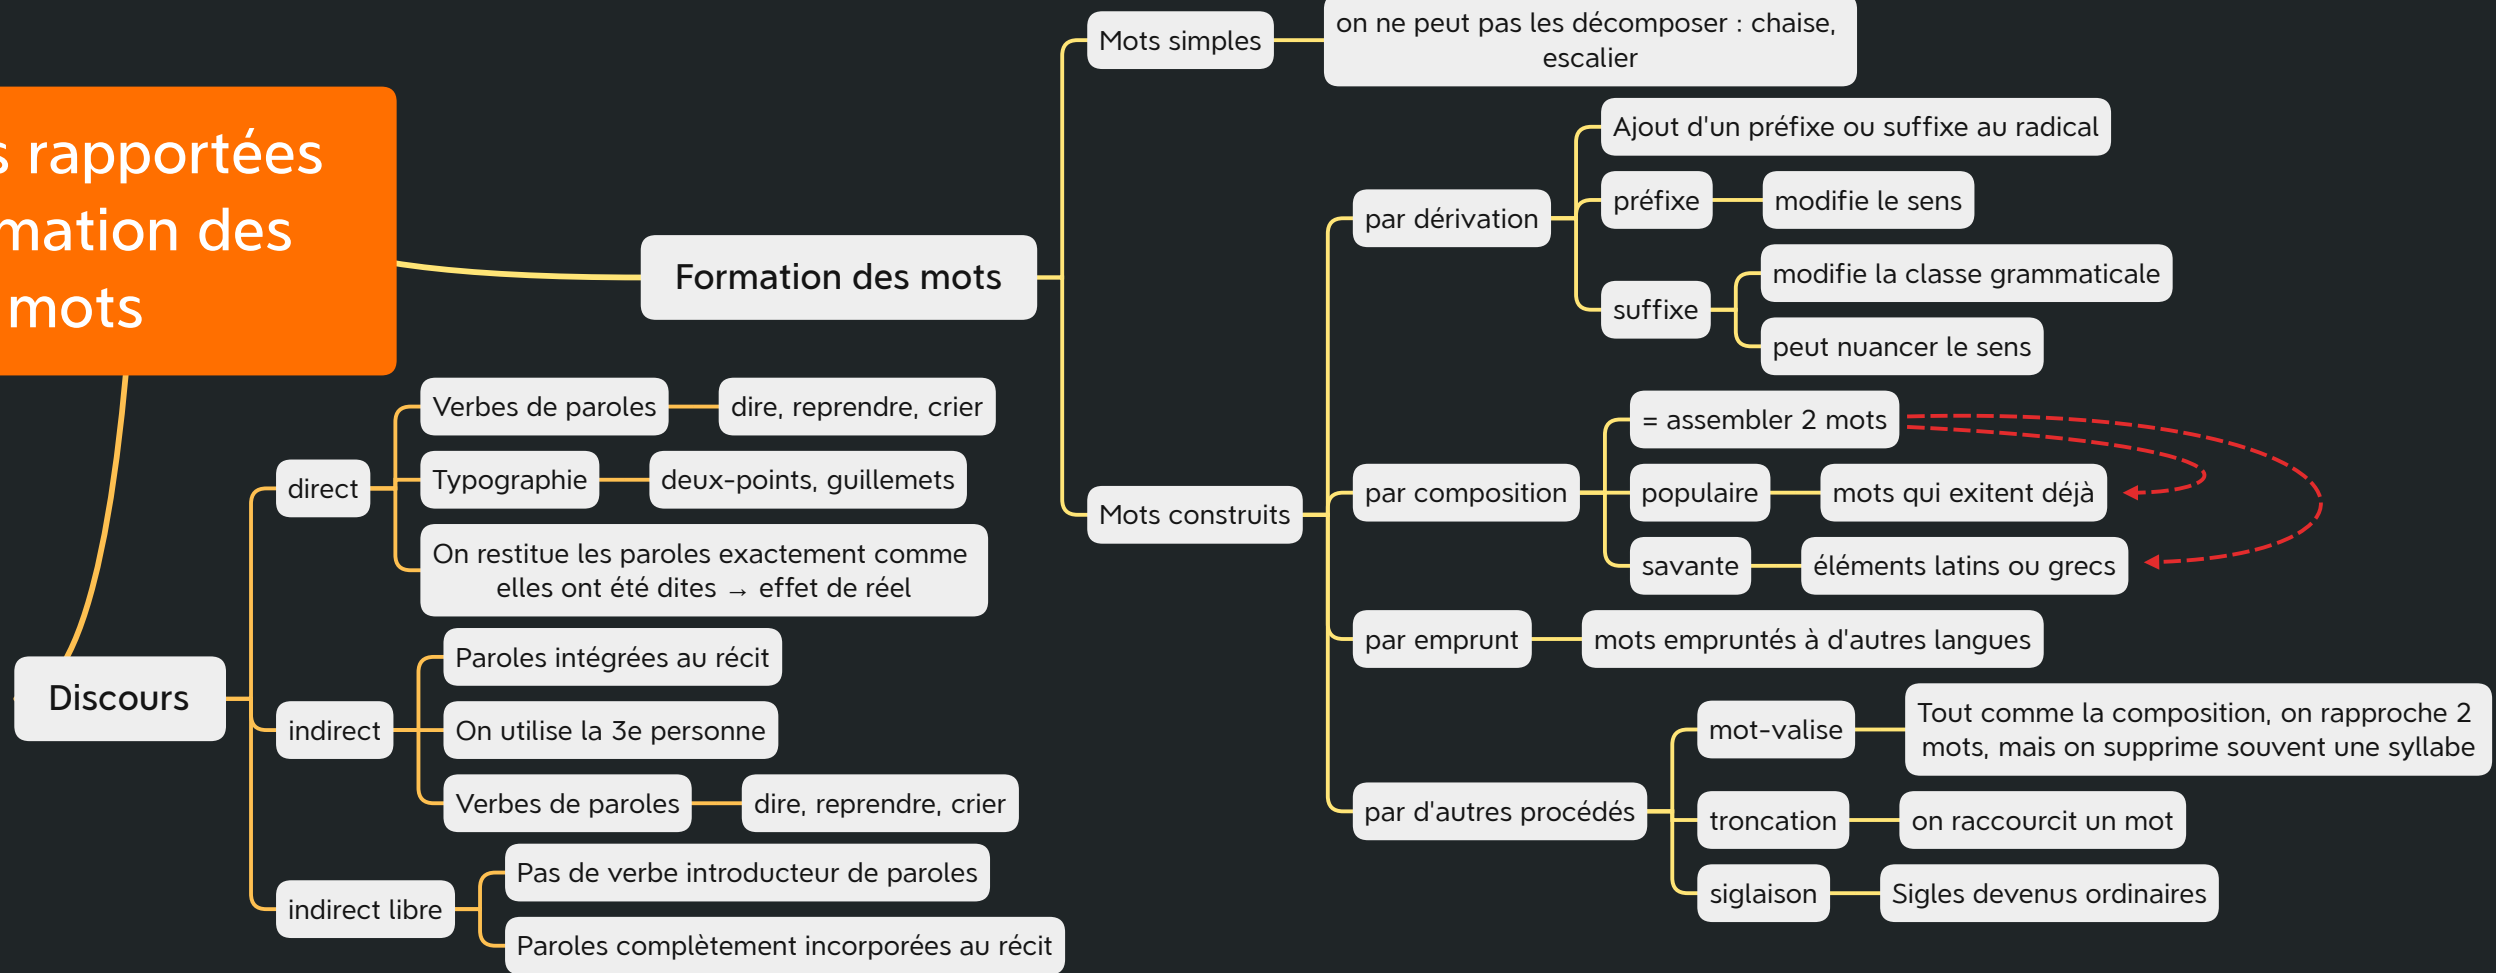 s rapportées
mation des
mots
Formation des mots
Mots simples
on ne peut pas les décomposer : chaise,
escalier
Mots construits
par dérivation
Ajout d'un préfixe ou suffixe au radical
préfixe
modifie le sens
suffixe
modifie la classe grammaticale
peut nuancer le sens
par composition
= assembler 2 mots
populaire
mots qui exitent déjà
savante
éléments latins ou grecs
par emprunt
mots empruntés à d'autres langues
par d'autres procédés
mot-valise
Tout comme la composition, on rapproche 2
mots, mais on supprime souvent une syllabe
troncation
on raccourcit un mot
siglaison
Sigles devenus ordinaires
Discours
direct
Verbes de paroles
dire, reprendre, crier
Typographie
deux-points, guillemets
On restitue les paroles exactement comme
elles ont été dites → effet de réel
indirect
Paroles intégrées au récit
On utilise la 3e personne
Verbes de paroles
dire, reprendre, crier
indirect libre
Pas de verbe introducteur de paroles
Paroles complètement incorporées au récit